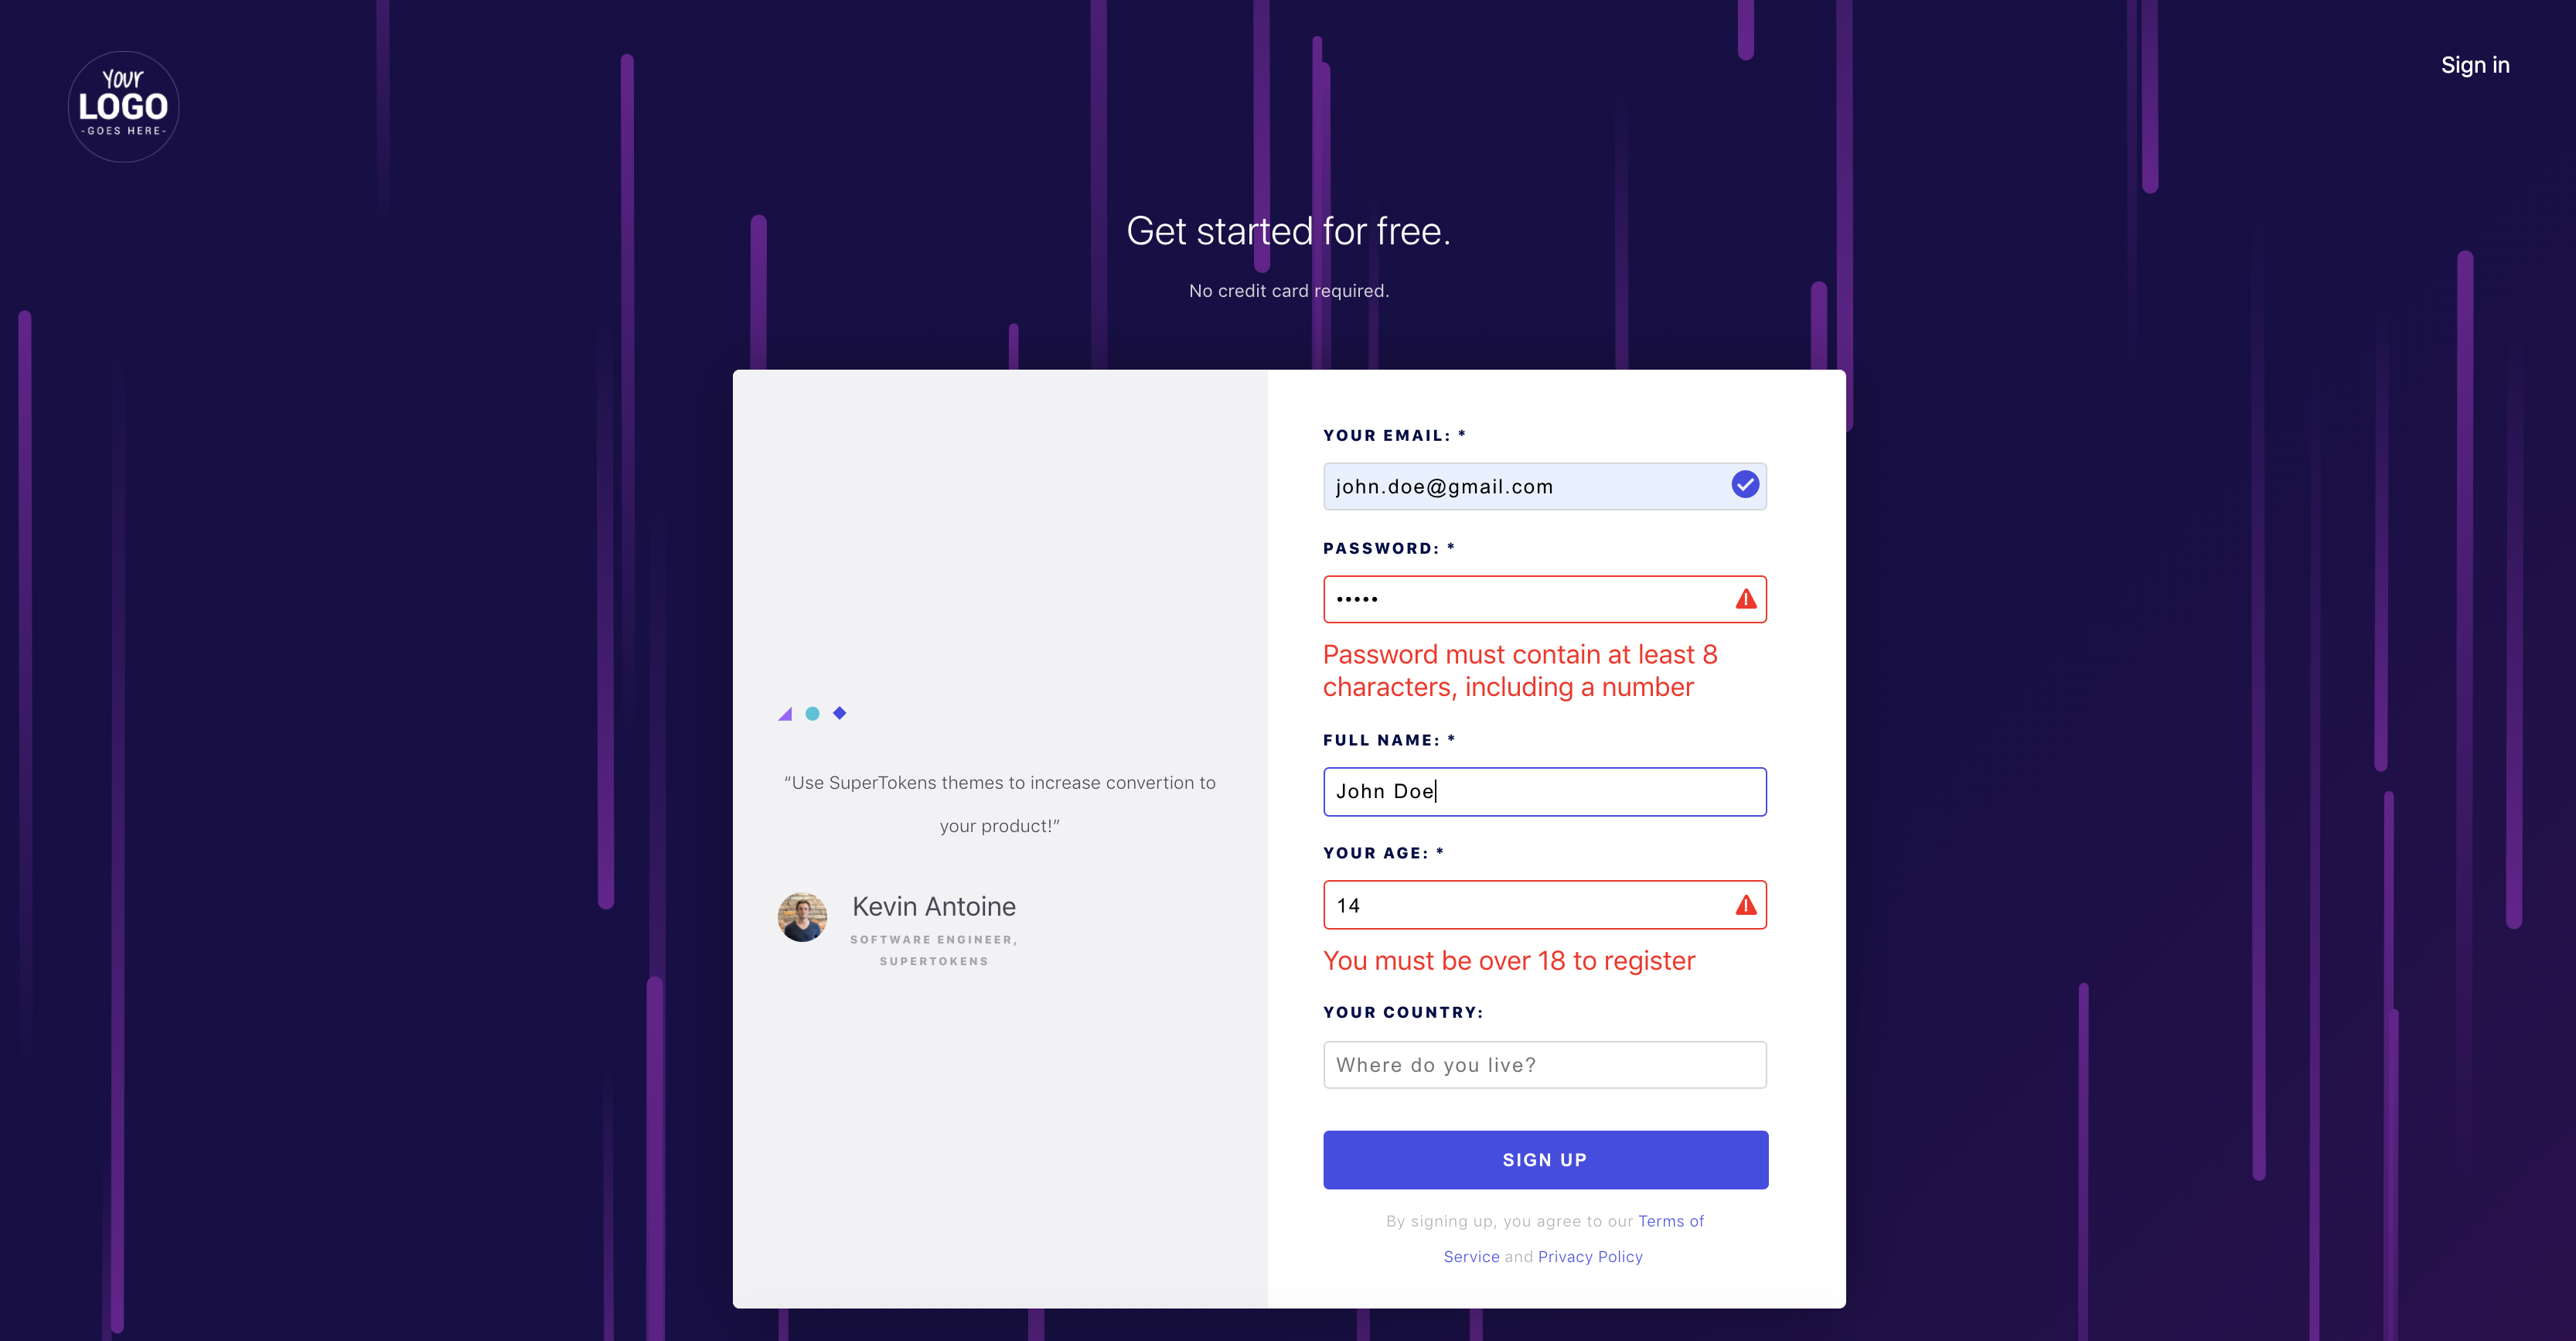 YOUR
LOGO
-GOES HERE-
Sign in
Get started for free.
No credit card required.
“Use SuperTokens themes to increase convertion to
your product!”
Kevin Antoine
SOFTWARE ENGINEER,
SUPERTOKENS
YOUR EMAIL: *
john.doe@gmail.com
PASSWORD: *
•••••
Password must contain at least 8
characters, including a number
FULL NAME: *
John Doe
YOUR AGE: *
14
You must be over 18 to register
YOUR COUNTRY:
Where do you live?
SIGN UP
By signing up, you agree to our Terms of
Service and Privacy Policy